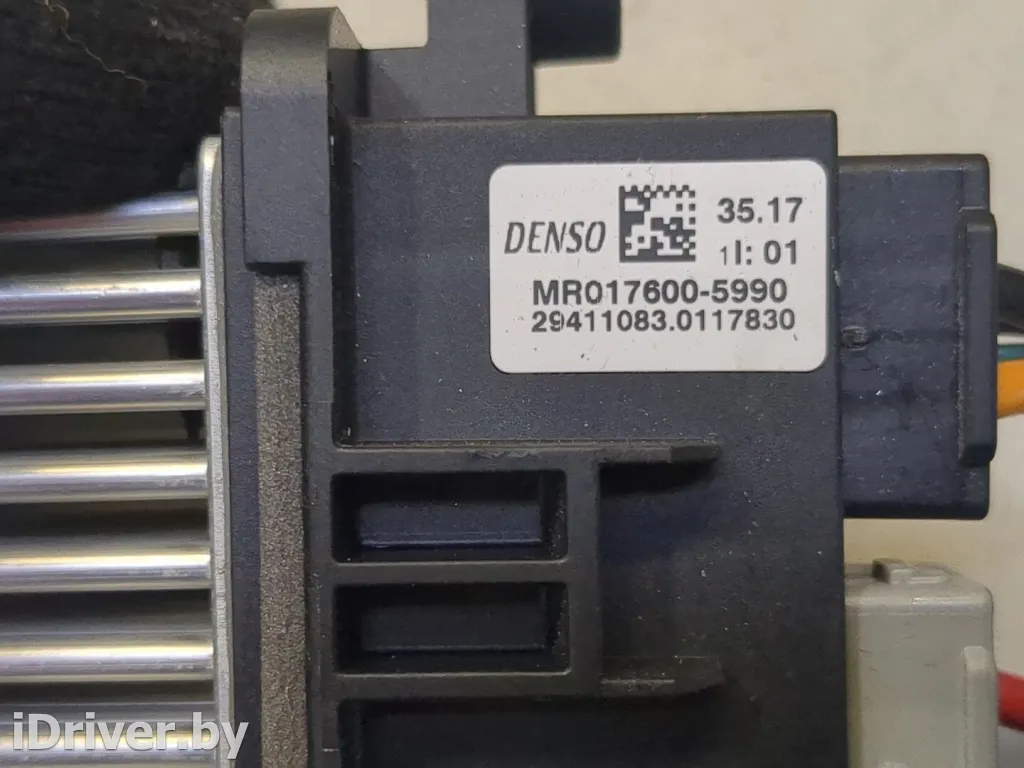 DENSO
35.17
1I: 01
MR017600-5990
29411083.0117830
iDriver.by